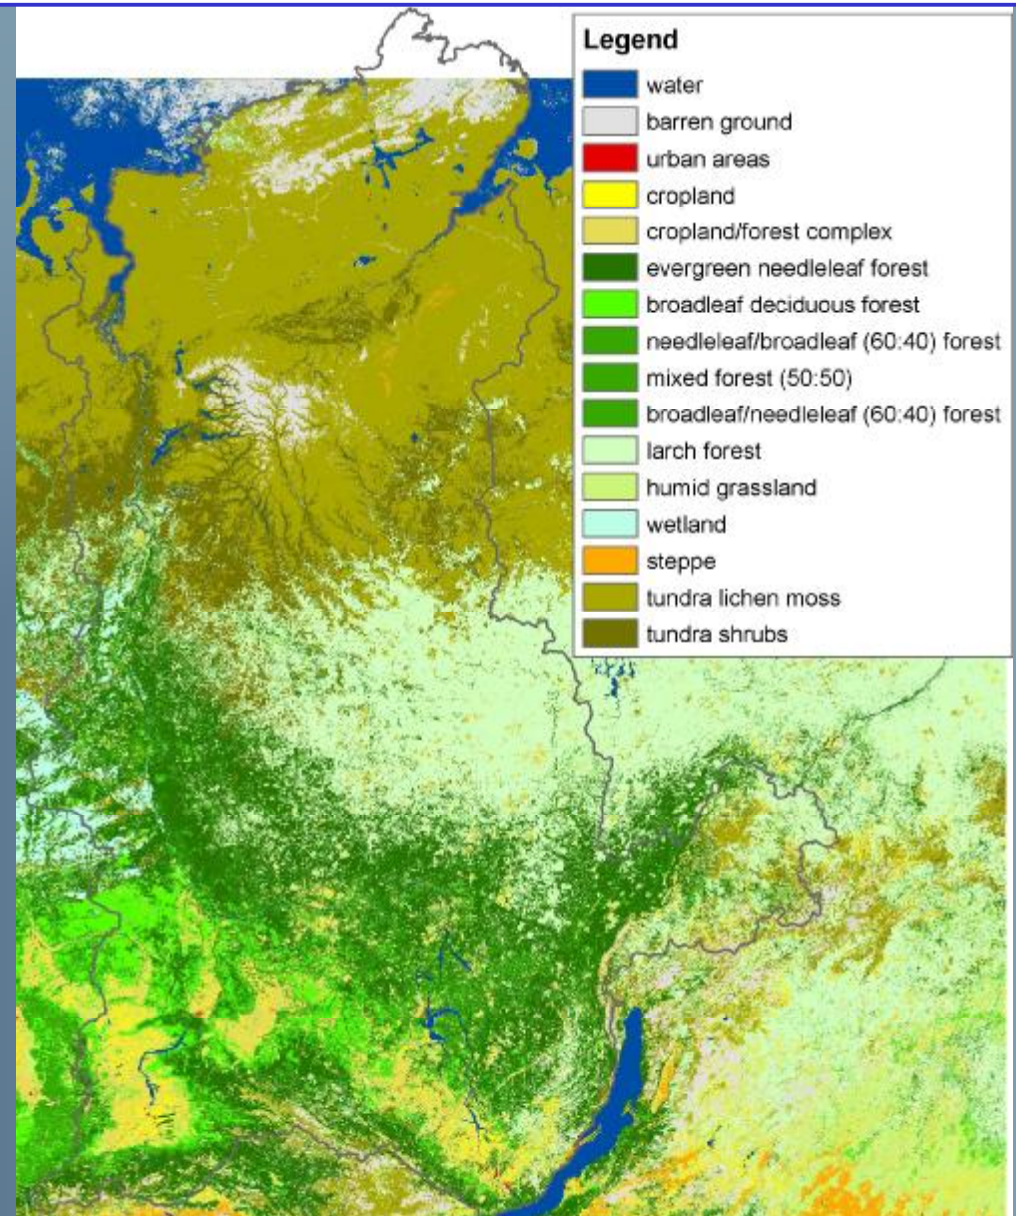 Legend
water
barren ground
urban areas
cropland
cropland/forest complex
evergreen needleleaf forest
broadleaf deciduous forest
needleleaf/broadleaf (60:40) forest
mixed forest (50:50)
broadleaf/needleleaf (60:40) forest
larch forest
humid grassland
wetland
steppe
tundra lichen moss
tundra shrubs